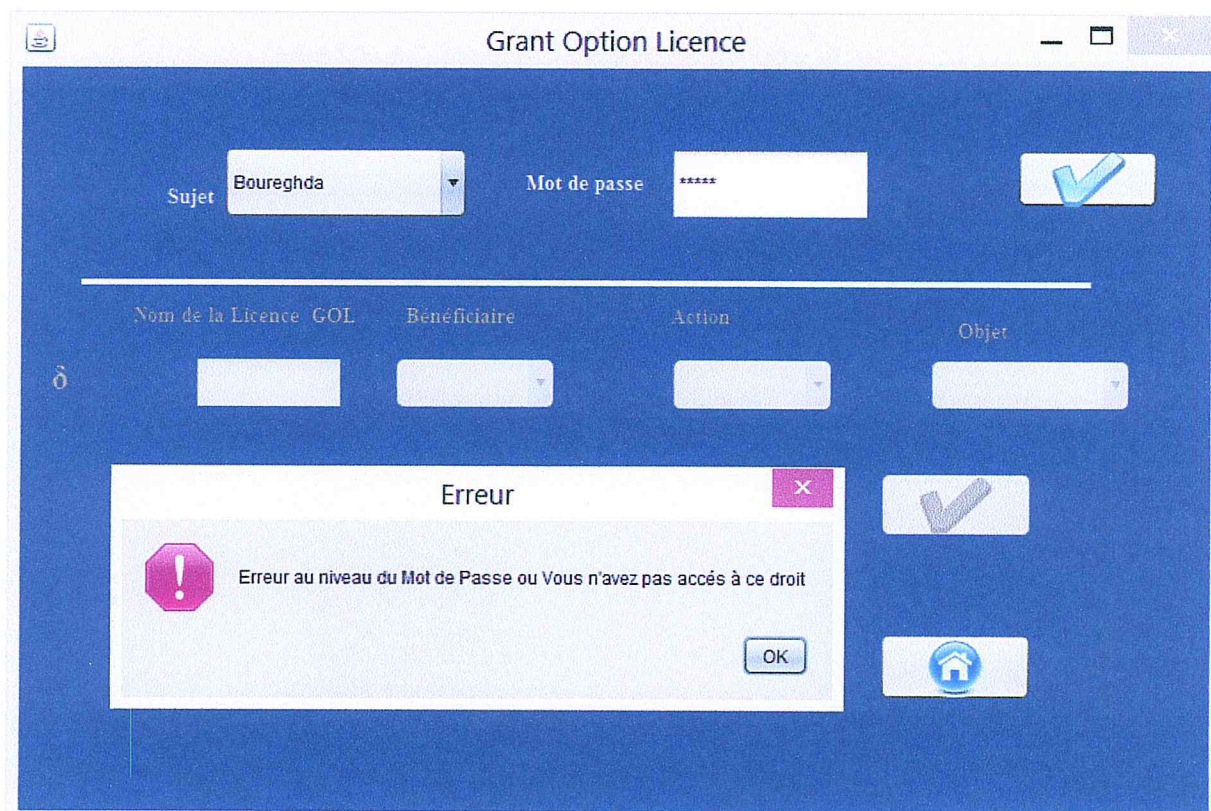 Grant Option Licence
Sujet
Boureghda
Mot de passe
*****
Nom de la Licence GOL
Bénéficiaire
Action
Objet
δ
Erreur
Erreur au niveau du Mot de Passe ou Vous n'avez pas accés à ce droit
OK